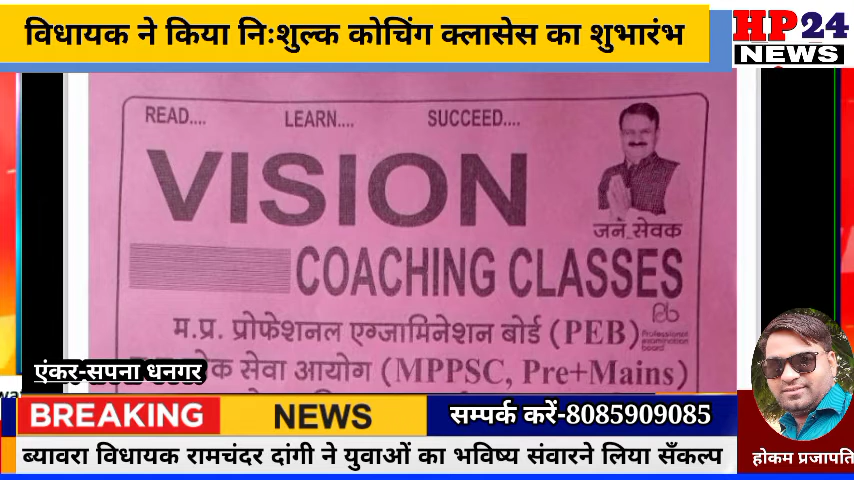 विधायक ने किया निःशुल्क कोचिंग क्लासेस का शुभारंभ
HP24
NEWS
READ.... LEARN.... SUCCEED....
VISION
जन सेवक
COACHING CLASSES
म.प्र. प्रोफेशनल एग्जामिनेशन बोर्ड (PEB)
Professional
examination
board
सेवा आयोग (MPPSC, Pre+Mains)
एंकर-सपना धनगर
BREAKING NEWS सम्पर्क करें-8085909085
ब्यावरा विधायक रामचंदर दांगी ने युवाओं का भविष्य संवारने लिया सँकल्प
होकम प्रजापति